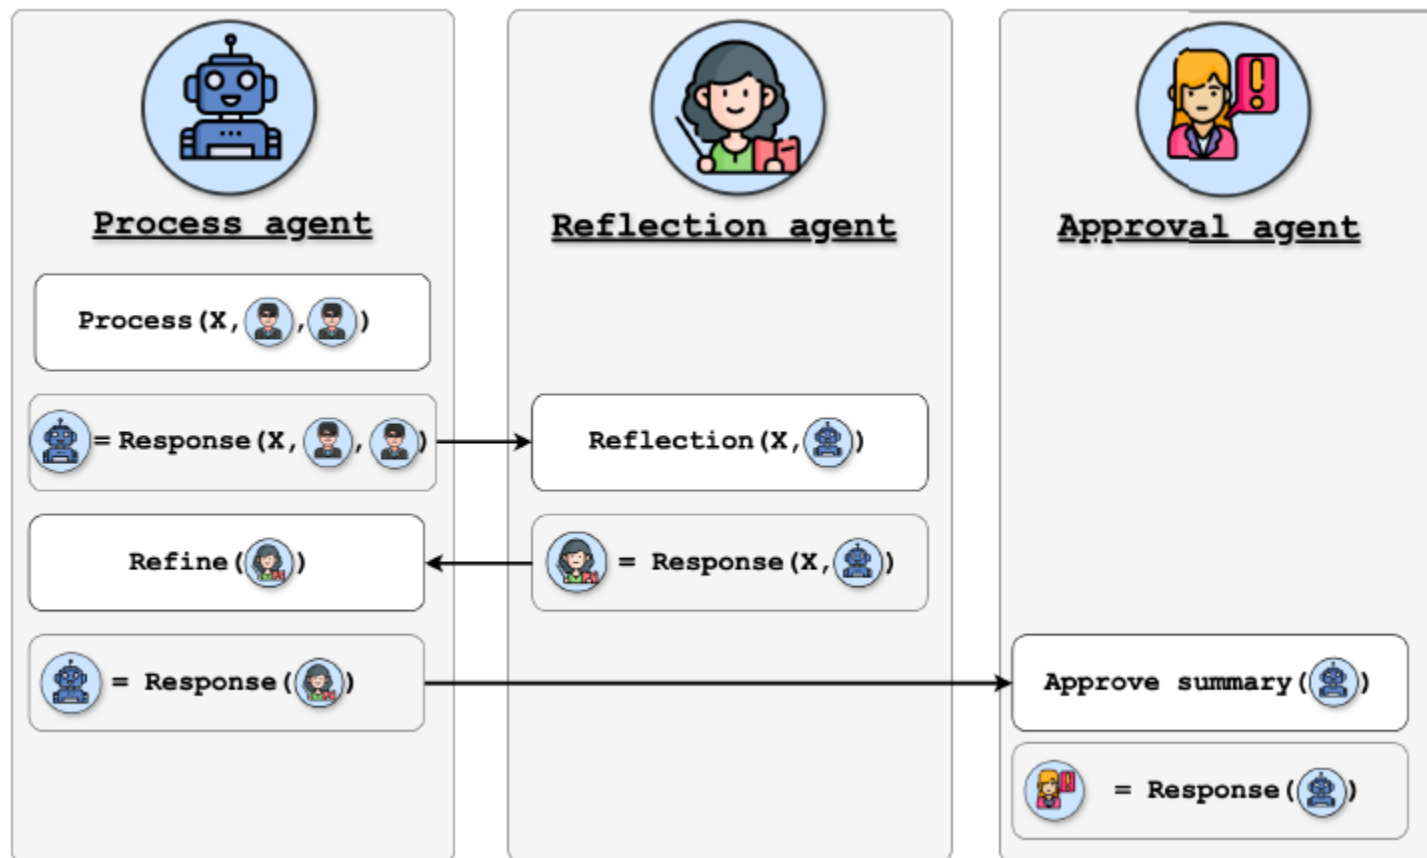 Process agent
Reflection agent
Approval agent
Process(X, , )
= Response(X, , )
Reflection(X, )
Refine( )
= Response(X, )
= Response( )
Approve summary( )
= Response( )